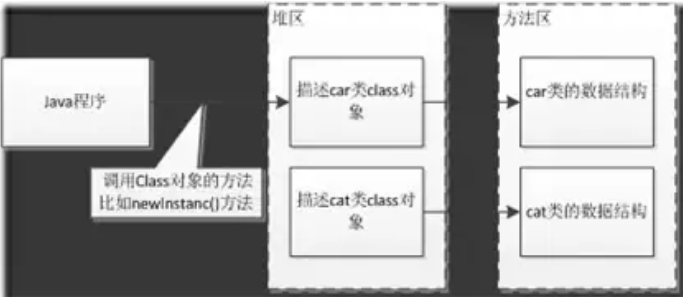 堆区
方法区
Java程序
描述car类class对
象
car类的数据结构
调用Class对象的方法
比如newInstanc()方法
描述cat类class对
象
cat类的数据结构